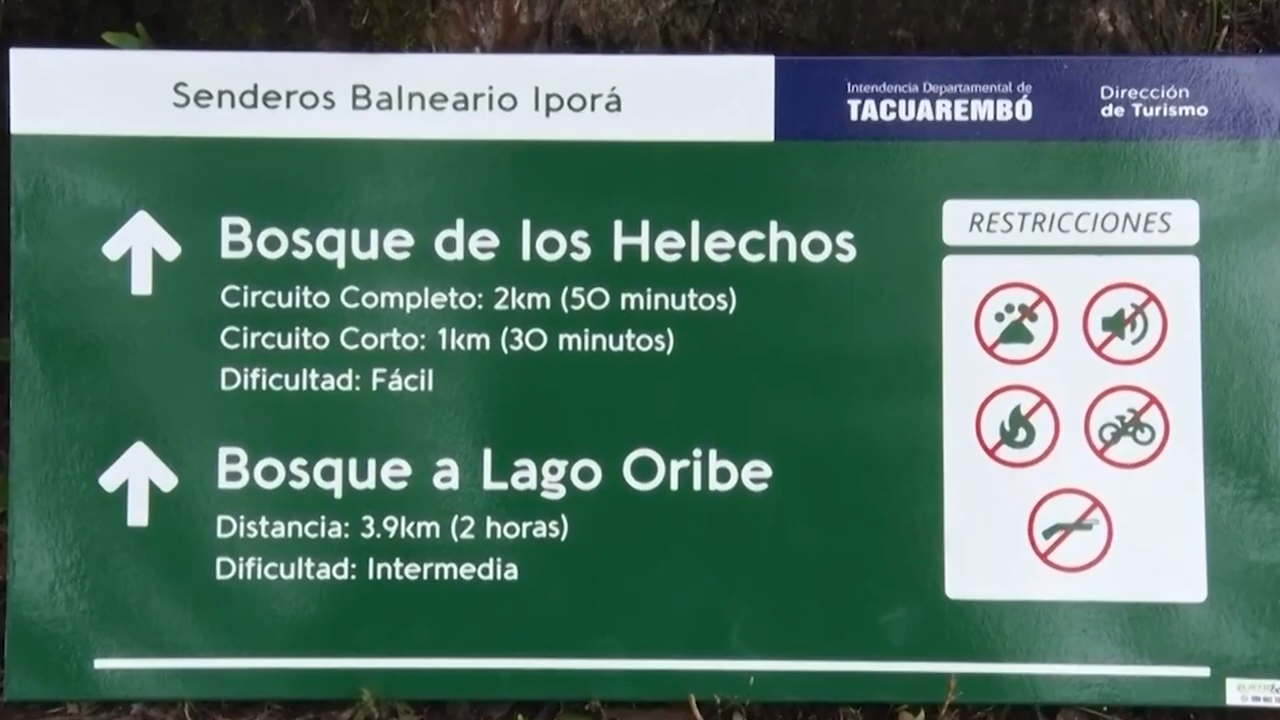 Senderos Balneario Iporá
Intendencia Departamental de
TACUAREMBÓ
Dirección
de Turismo
Bosque de los Helechos
Circuito Completo: 2km (50 minutos)
Circuito Corto: 1km (30 minutos)
Dificultad: Fácil
Bosque a Lago Oribe
Distancia: 3.9km (2 horas)
Dificultad: Intermedia
RESTRICCIONES